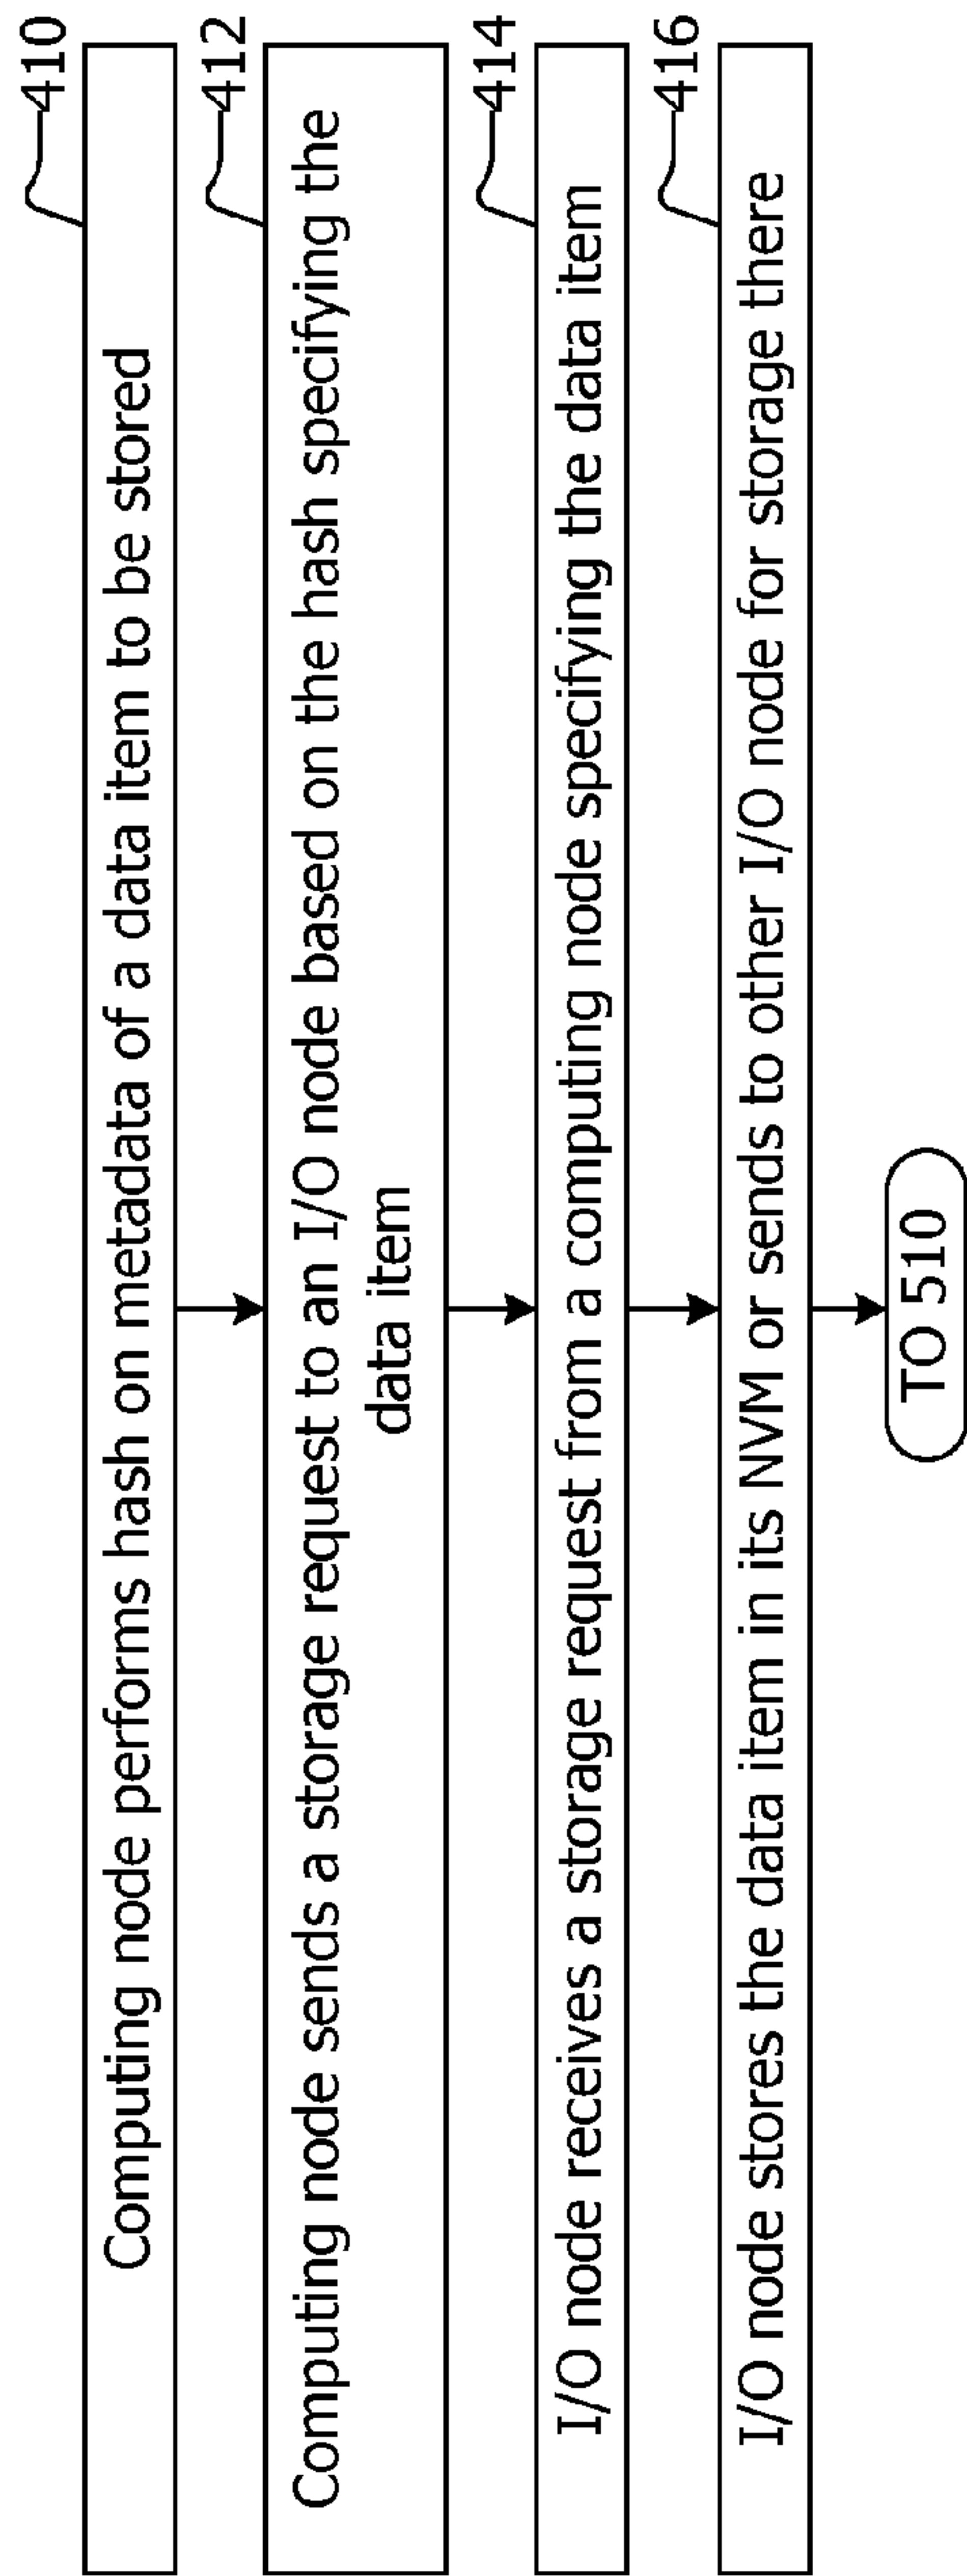 410
Computing node performs hash on metadata of a data item to be stored
412
Computing node sends a storage request to an I/O node based on the hash specifying the
data item
414
I/O node receives a storage request from a computing node specifying the data item
416
I/O node stores the data item in its NVM or sends to other I/O node for storage there
TO 510